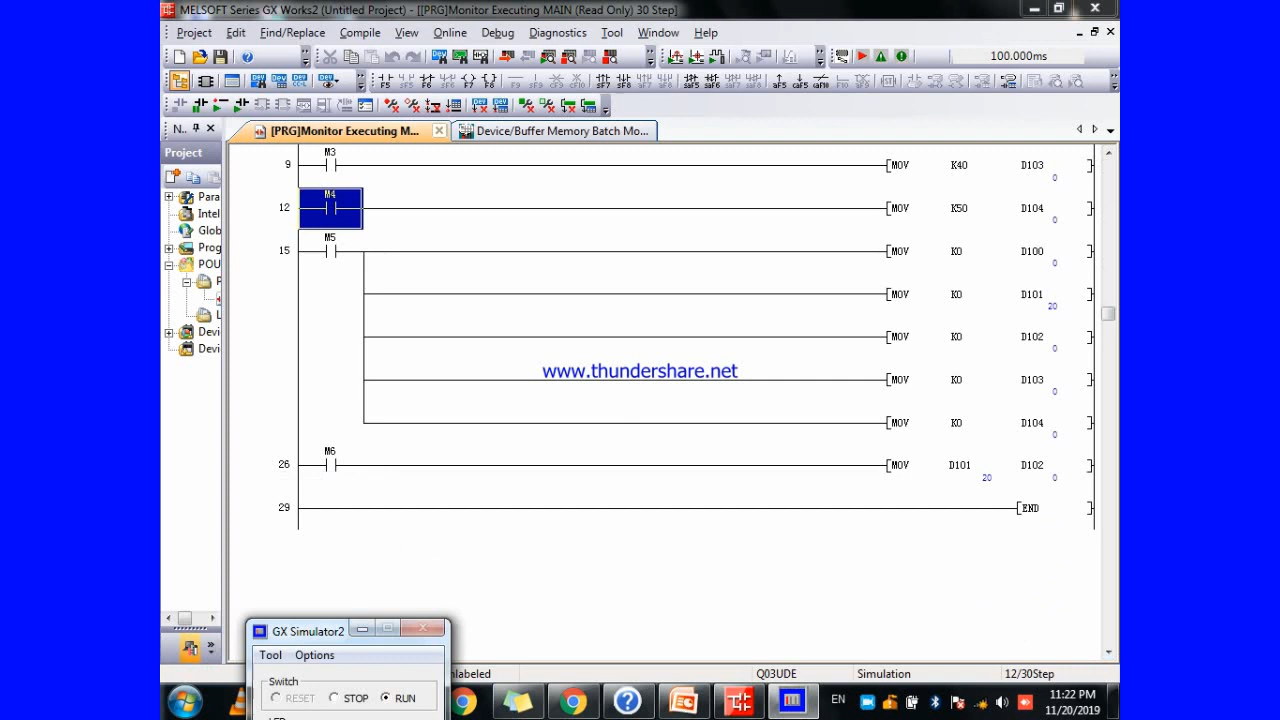 MELSOFT Series GX Works2 (Untitled Project) - [[PRG]Monitor Executing MAIN (Read Only) 30 Step]
Project Edit Find/Replace Compile View Online Debug Diagnostics Tool Window Help
100.000ms
N..
[PRG]Monitor Executing M...
Device/Buffer Memory Batch Mo...
Project
Para
Intel
Glob
Prog
POU
P
L
Devi
Devi
M3
9 MOV K40 D103
0
M4
12 MOV K50 D104
0
M5
15 MOV K0 D100
0
MOV K0 D101
20
MOV K0 D102
0
www.thundershare.net
MOV K0 D103
0
MOV K0 D104
0
M6
26 MOV D101 D102
20 0
29 END
GX Simulator2
Tool Options
Switch
RESET STOP RUN
nlabeled Q03UDE Simulation 12/30Step
EN
11:22 PM
11/20/2019